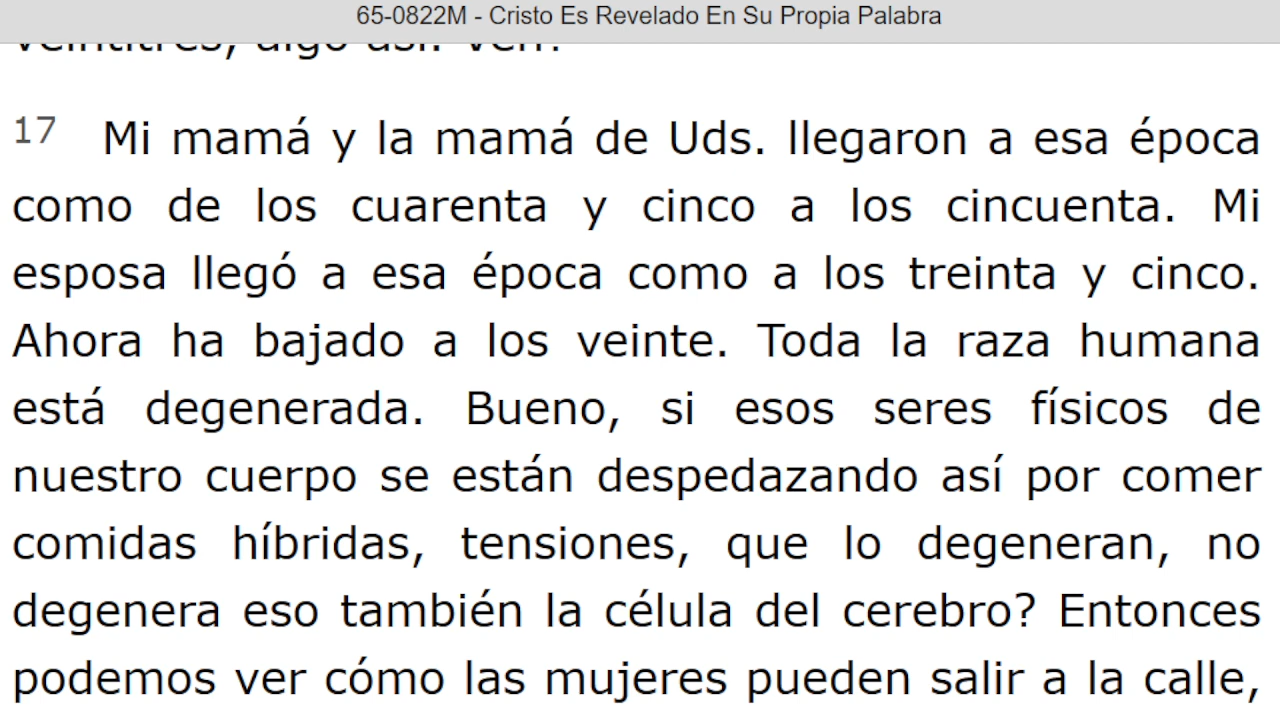 65-0822M - Cristo Es Revelado En Su Propia Palabra
veintitrés, algo así. Ven?
17 Mi mamá y la mamá de Uds. llegaron a esa época
como de los cuarenta y cinco a los cincuenta. Mi
esposa llegó a esa época como a los treinta y cinco.
Ahora ha bajado a los veinte. Toda la raza humana
está degenerada. Bueno, si esos seres físicos de
nuestro cuerpo se están despedazando así por comer
comidas híbridas, tensiones, que lo degeneran, no
degenera eso también la célula del cerebro? Entonces
podemos ver cómo las mujeres pueden salir a la calle,